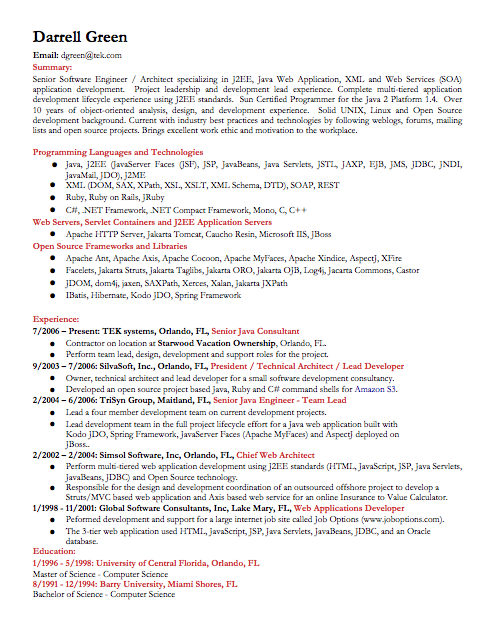 Darrell Green
Email: dgreen@tek.com
Summary:
Senior Software Engineer / Architect specializing in J2EE, Java Web Application, XML and Web Services (SOA)
application development. Project leadership and development lead experience. Complete multi-tiered application
development lifecycle experience using J2EE standards. Sun Certified Programmer for the Java 2 Platform 1.4. Over
10 years of object-oriented analysis, design, and development experience. Solid UNIX, Linux and Open Source
development background. Current with industry best practices and technologies by following weblogs, forums, mailing
lists and open source projects. Brings excellent work ethic and motivation to the workplace.
Programming Languages and Technologies
● Java, J2EE (JavaServer Faces (JSF), JSP, JavaBeans, Java Servlets, JSTL, JAXP, EJB, JMS, JDBC, JNDI,
JavaMail, JDO), J2ME
● XML (DOM, SAX, XPath, XSL, XSLT, XML Schema, DTD), SOAP, REST
● Ruby, Ruby on Rails, JRuby
● C#, .NET Framework, .NET Compact Framework, Mono, C, C++
Web Servers, Servlet Containers and J2EE Application Servers
● Apache HTTP Server, Jakarta Tomcat, Caucho Resin, Microsoft IIS, JBoss
Open Source Frameworks and Libraries
● Apache Ant, Apache Axis, Apache Cocoon, Apache MyFaces, Apache Xindice, AspectJ, XFire
● Facelets, Jakarta Struts, Jakarta Taglibs, Jakarta ORO, Jakarta OJB, Log4j, Jacarta Commons, Castor
● JDOM, dom4j, jaxen, SAXPath, Xerces, Xalan, Jakarta JXPath
● IBatis, Hibernate, Kodo JDO, Spring Framework
Experience:
7/2006 – Present: TEK systems, Orlando, FL, Senior Java Consultant
● Contractor on location at Starwood Vacation Ownership, Orlando, FL.
● Perform team lead, design, development and support roles for the project.
9/2003 – 7/2006: SilvaSoft, Inc., Orlando, FL, President / Technical Architect / Lead Developer
● Owner, technical architect and lead developer for a small software development consultancy.
● Developed an open source project based Java, Ruby and C# command shells for Amazon S3.
2/2004 – 6/2006: TriSyn Group, Maitland, FL, Senior Java Engineer - Team Lead
● Lead a four member development team on current development projects.
● Lead development team in the full project lifecycle effort for a Java web application built with
Kodo JDO, Spring Framework, JavaServer Faces (Apache MyFaces) and AspectJ deployed on
JBoss..
2/2002 – 2/2004: Simsol Software, Inc, Orlando, FL, Chief Web Architect
● Perform multi-tiered web application development using J2EE standards (HTML, JavaScript, JSP, Java Servlets,
JavaBeans, JDBC) and Open Source technology.
● Responsible for the design and development coordination of an outsourced offshore project to develop a
Struts/MVC based web application and Axis based web service for an online Insurance to Value Calculator.
1/1998 - 11/2001: Global Software Consultants, Inc, Lake Mary, FL, Web Applications Developer
● Peformed development and support for a large internet job site called Job Options (www.joboptions.com).
● The 3-tier web application used HTML, JavaScript, JSP, Java Servlets, JavaBeans, JDBC, and an Oracle
database.
Education:
1/1996 - 5/1998: University of Central Florida, Orlando, FL
Master of Science - Computer Science
8/1991 - 12/1994: Barry University, Miami Shores, FL
Bachelor of Science - Computer Science